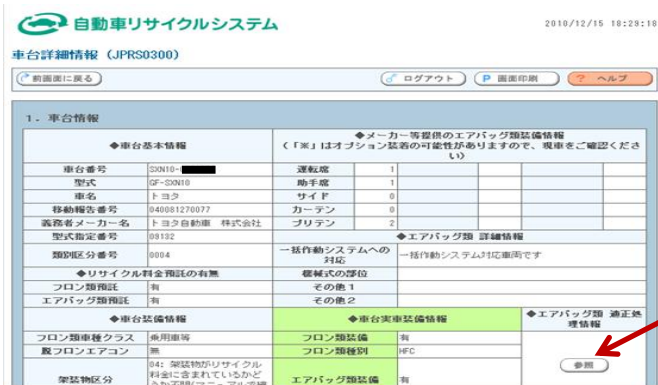 自動車リサイクルシステム
2010/12/15 18:29:18
車台詳細情報 (JPRS0300)
前画面に戻る
ログアウト
P 画面印刷
? ヘルプ
1. 車台情報
◆車台基本情報
◆メーカー等提供のエアバッグ類装備情報
(「※」はオプション装着の可能性がありますので、現車をご確認くださ
い)
車台番号 SXN10- 運転席 1
型式 GF-SXN10 助手席 1
車名 トヨタ サイド 0
移動報告番号 040081270077 カーテン 0
義務者メーカー名 トヨタ自動車 株式会社 プリテン 2
型式指定番号 09132 ◆エアバッグ類 詳細情報
類別区分番号 0004 一括作動システムへの
対応 一括作動システム対応車両です
◆リサイクル料金預託の有無 機械式の部位
フロン類預託 有 その他1
エアバッグ類預託 有 その他2
◆車台装備情報 ◆車台実車装備情報 ◆エアバッグ類 適正処
理情報
フロン類車種クラス 乗用車等 フロン類装備 有
脱フロンエアコン 無 フロン類種別 HFC
参照
架装物区分 04: 架装物がリサイクル
料金に含まれているかど
エアバッグ類装備 有